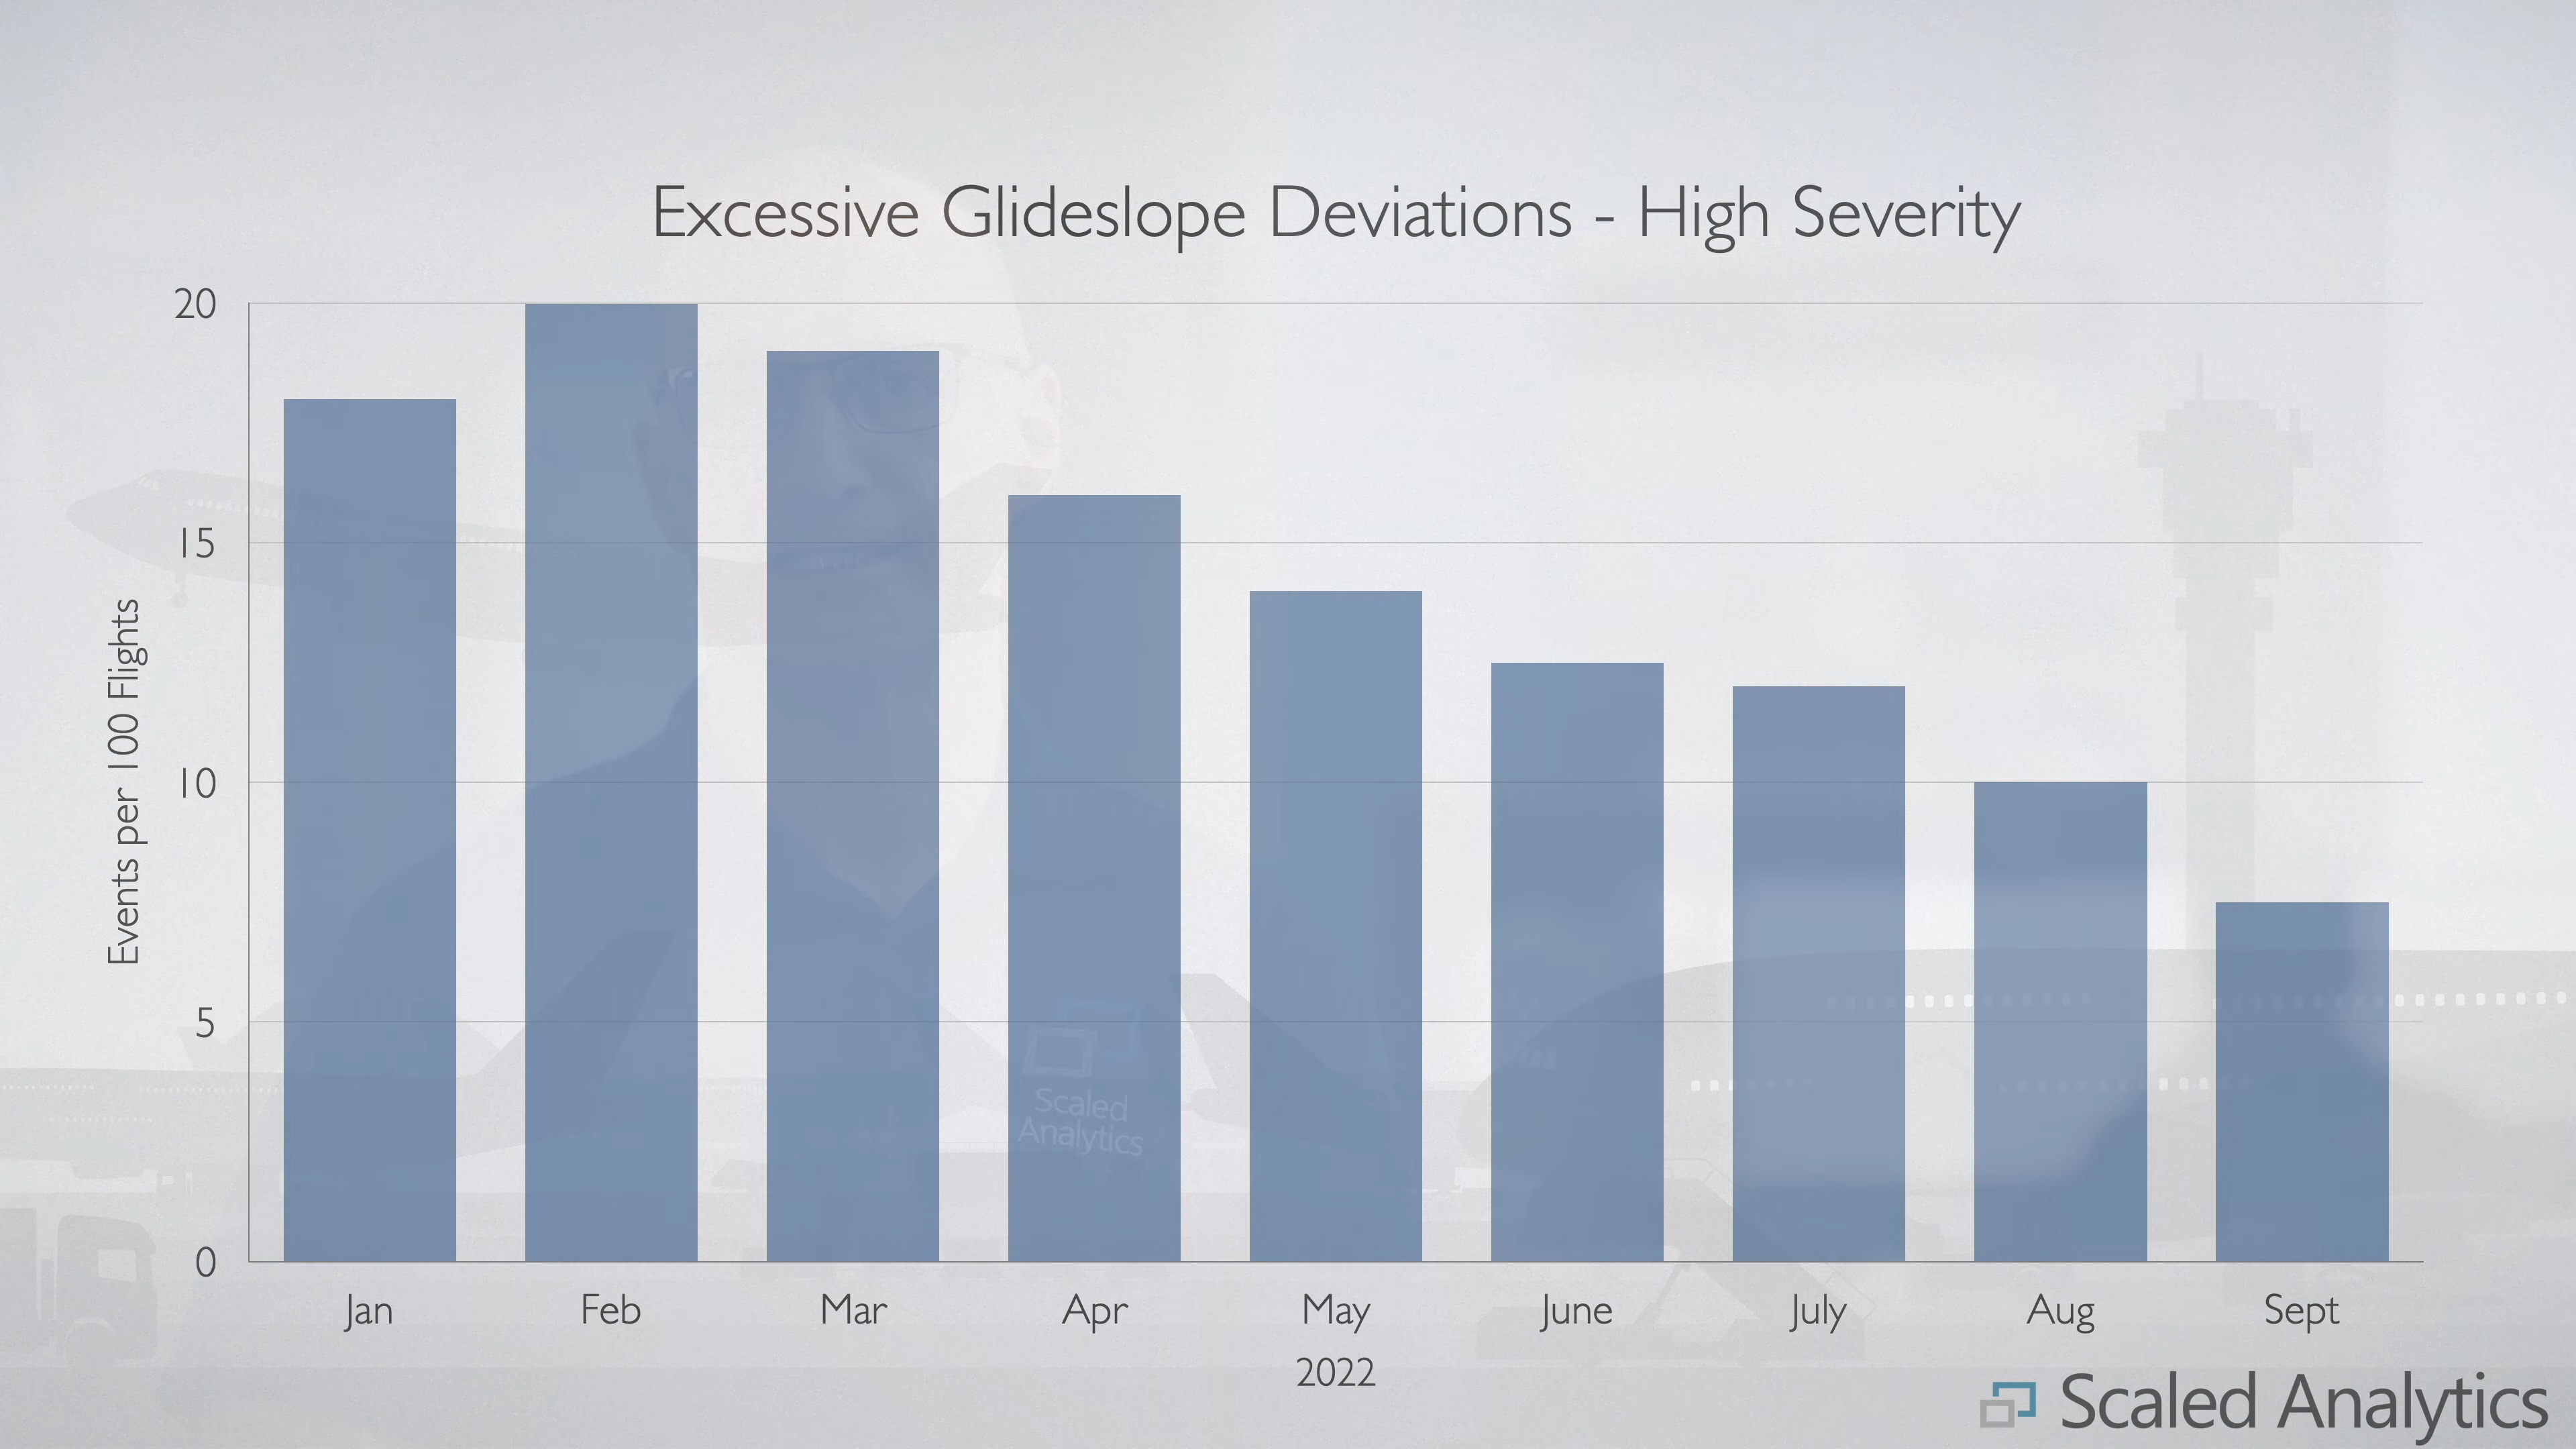 Excessive Glideslope Deviations - High Severity
20
15
10
5
0
Events per 100 Flights
Jan Feb Mar Apr May June July Aug Sept
2022
Scaled
Analytics
Scaled Analytics